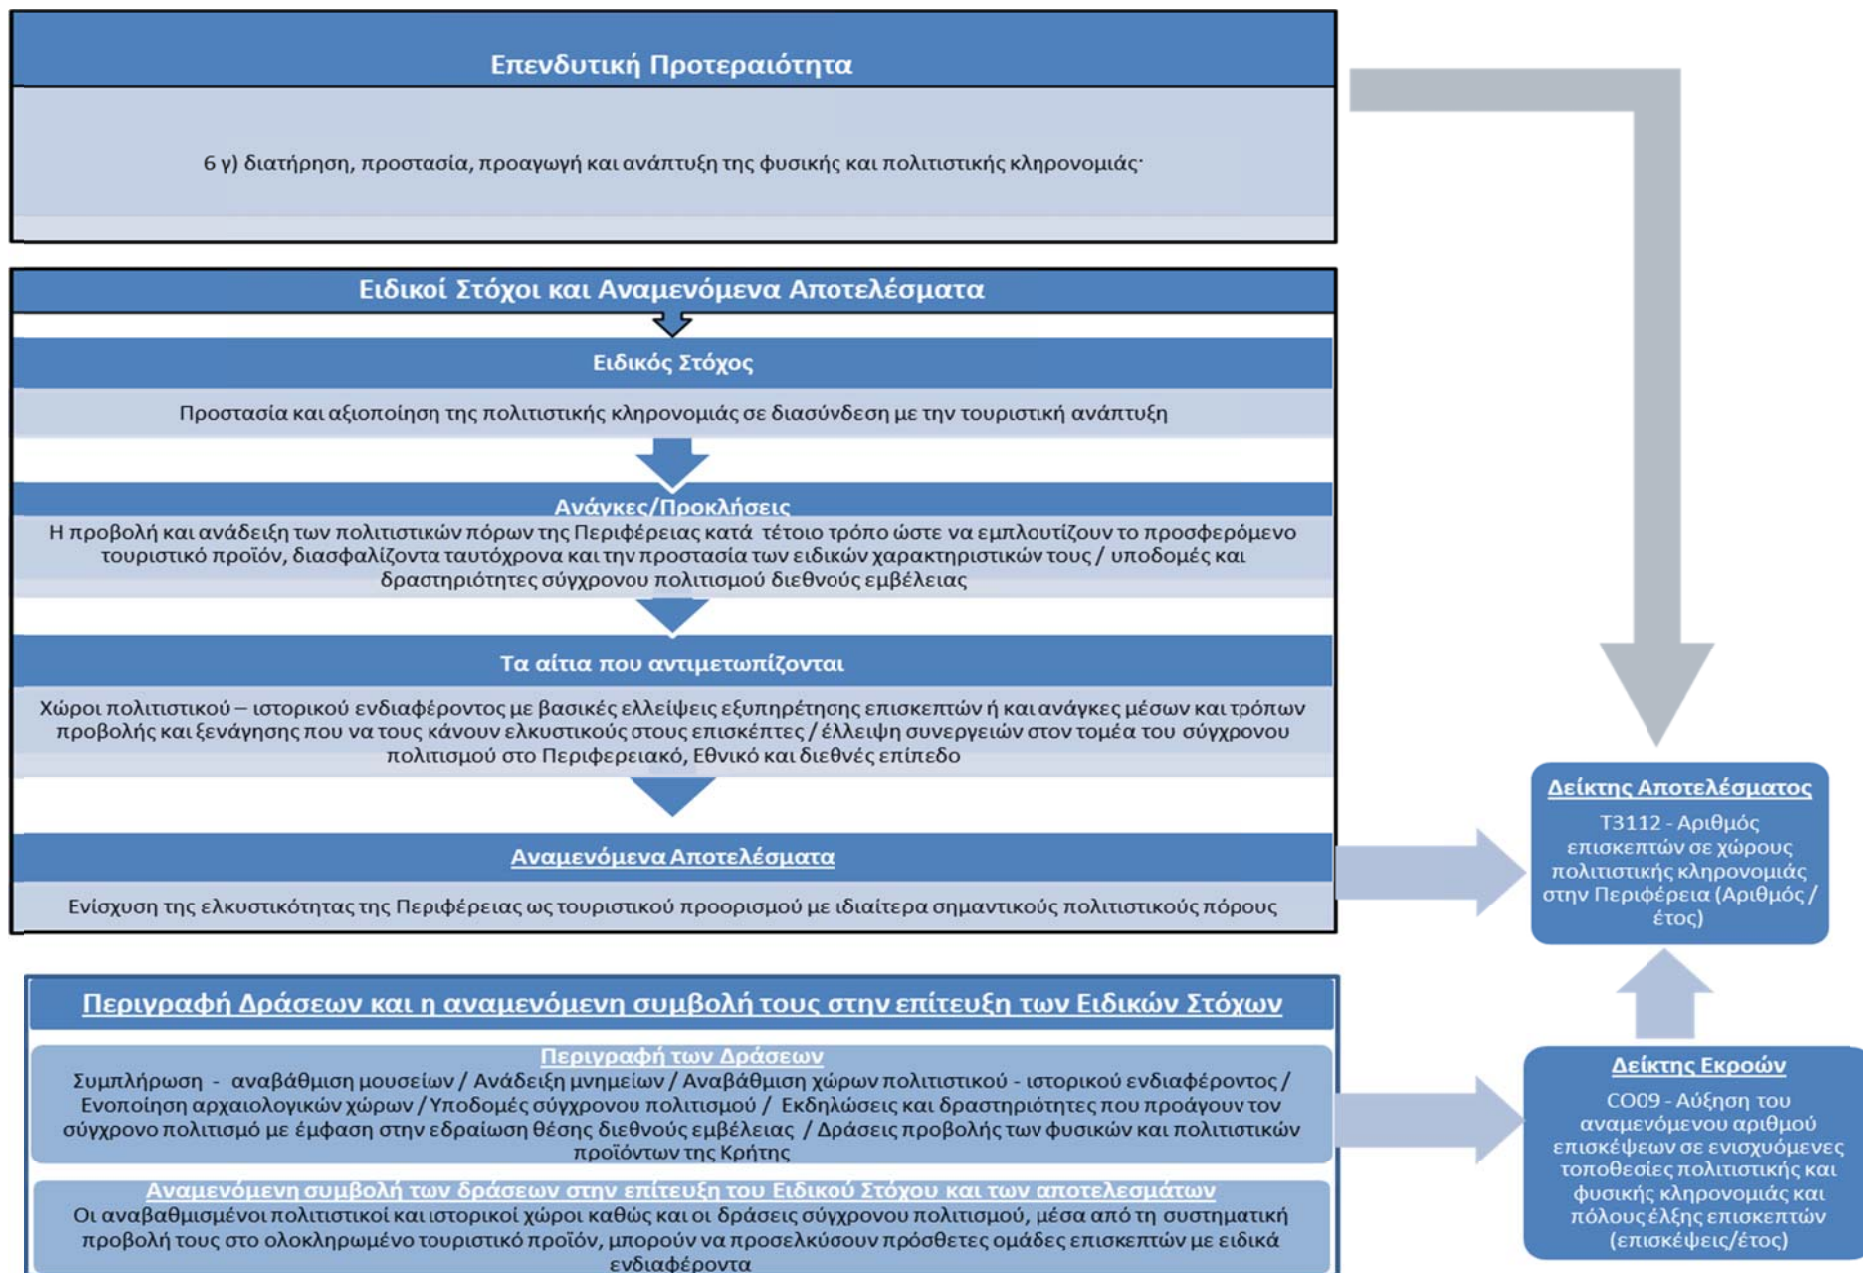 Επενδυτική Προτεραιότητα
6 γ) διατήρηση, προστασία, προαγωγή και ανάπτυξη της φυσικής και πολιτιστικής κληρονομιάς·
Ειδικοί Στόχοι και Αναμενόμενα Αποτελέσματα
Ειδικός Στόχος
Προστασία και αξιοποίηση της πολιτιστικής κληρονομιάς σε διασύνδεση με την τουριστική ανάπτυξη
Ανάγκες/Προκλήσεις
Η προβολή και ανάδειξη των πολιτιστικών πόρων της Περιφέρειας κατά τέτοιο τρόπο ώστε να εμπλουτίζουν το προσφερόμενο
τουριστικό προϊόν, διασφαλίζοντα ταυτόχρονα και την προστασία των ειδικών χαρακτηριστικών τους / υποδομές και
δραστηριότητες σύγχρονου πολιτισμού διεθνούς εμβέλειας
Τα αίτια που αντιμετωπίζονται
Χώροι πολιτιστικού – ιστορικού ενδιαφέροντος με βασικές ελλείψεις εξυπηρέτησης επισκεπτών ή και ανάγκες μέσων και τρόπων
προβολής και ξενάγησης που να τους κάνουν ελκυστικούς στους επισκέπτες / έλλειψη συνεργειών στον τομέα του σύγχρονου
πολιτισμού στο Περιφερειακό, Εθνικό και διεθνές επίπεδο
Αναμενόμενα Αποτελέσματα
Ενίσχυση της ελκυστικότητας της Περιφέρειας ως τουριστικού προορισμού με ιδιαίτερα σημαντικούς πολιτιστικούς πόρους
Δείκτης Αποτελέσματος
T3112 - Αριθμός
επισκεπτών σε χώρους
πολιτιστικής κληρονομιάς
στην Περιφέρεια (Αριθμός /
έτος)
Περιγραφή Δράσεων και η αναμενόμενη συμβολή τους στην επίτευξη των Ειδικών Στόχων
Περιγραφή των Δράσεων
Συμπλήρωση - αναβάθμιση μουσείων / Ανάδειξη μνημείων / Αναβάθμιση χώρων πολιτιστικού - ιστορικού ενδιαφέροντος /
Ενοποίηση αρχαιολογικών χώρων / Υποδομές σύγχρονου πολιτισμού / Εκδηλώσεις και δραστηριότητες που προάγουν τον
σύγχρονο πολιτισμό με έμφαση στην εδραίωση θέσης διεθνούς εμβέλειας / Δράσεις προβολής των φυσικών και πολιτιστικών
προϊόντων της Κρήτης
Αναμενόμενη συμβολή των δράσεων στην επίτευξη του Ειδικού Στόχου και των αποτελεσμάτων
Οι αναβαθμισμένοι πολιτιστικοί και ιστορικοί χώροι καθώς και οι δράσεις σύγχρονου πολιτισμού, μέσα από τη συστηματική
προβολή τους στο ολοκληρωμένο τουριστικό προϊόν, μπορούν να προσελκύσουν πρόσθετες ομάδες επισκεπτών με ειδικά
ενδιαφέροντα
Δείκτης Εκροών
CO09 - Αύξηση του
αναμενόμενου αριθμού
επισκέψεων σε ενισχυόμενες
τοποθεσίες πολιτιστικής και
φυσικής κληρονομιάς και
πόλους έλξης επισκεπτών
(επισκέψεις/έτος)